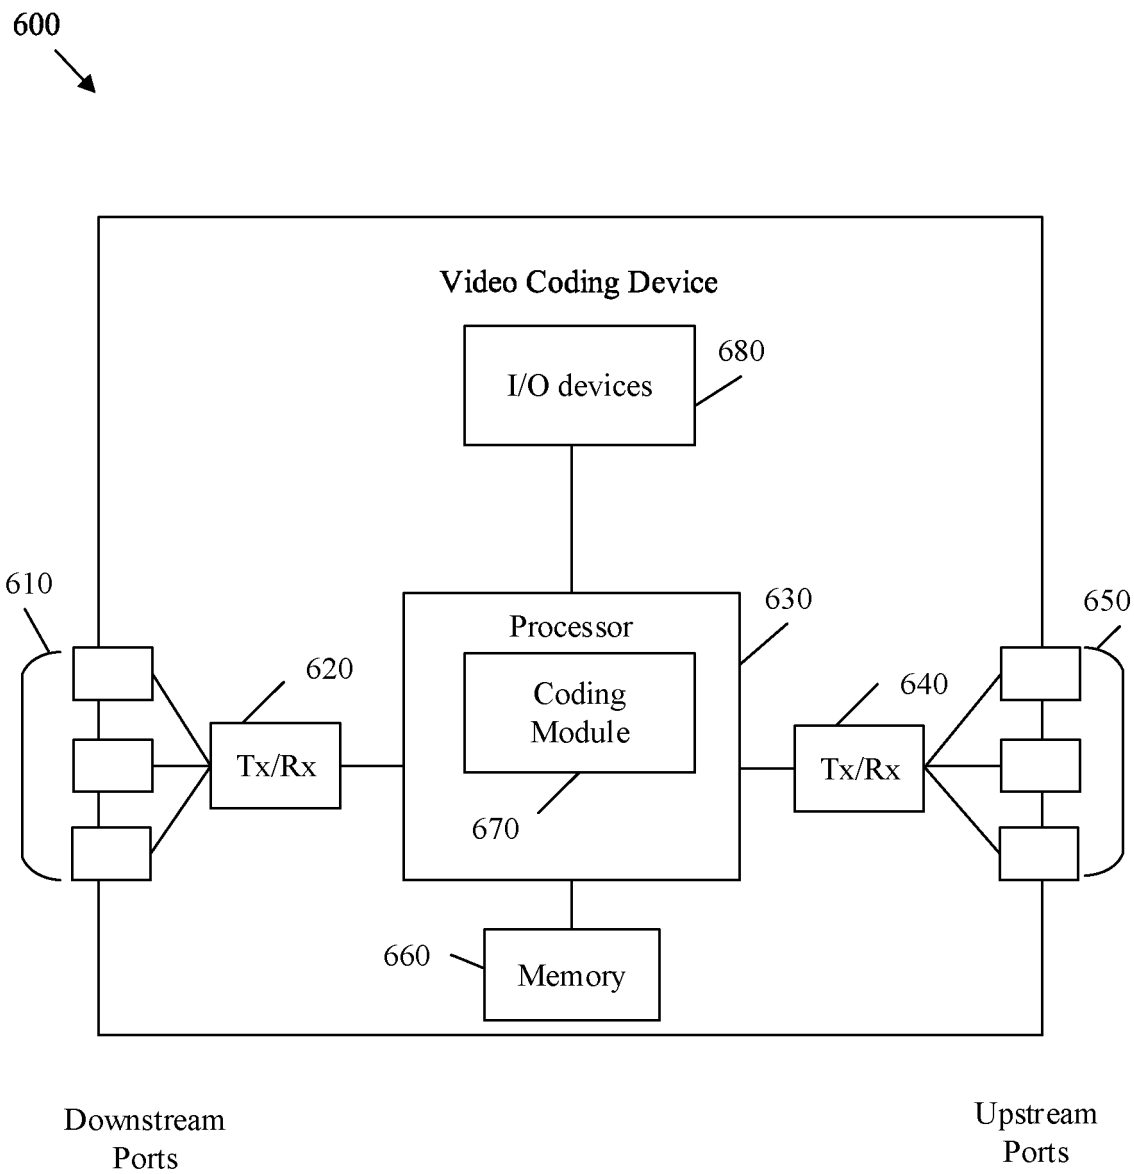 600
Video Coding Device
I/O devices
680
610
Processor
630
650
Coding
Module
620
640
Tx/Rx
Tx/Rx
670
660
Memory
Downstream
Ports
Upstream
Ports